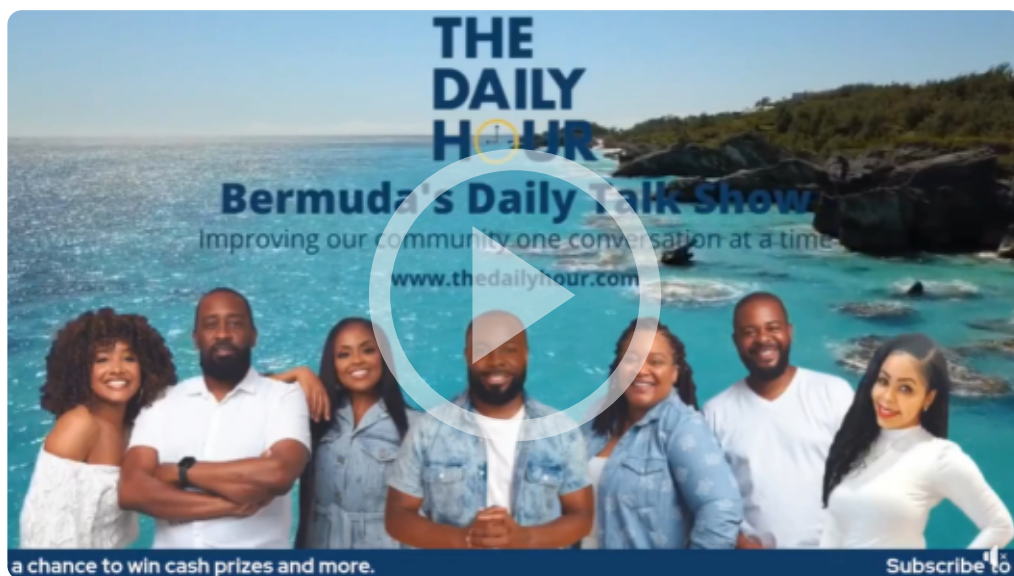 THE
DAILY
HOUR
Bermuda's Daily Talk Show
Improving our community one conversation at a time
www.thedailyhour.com
a chance to win cash prizes and more.
Subscribe to